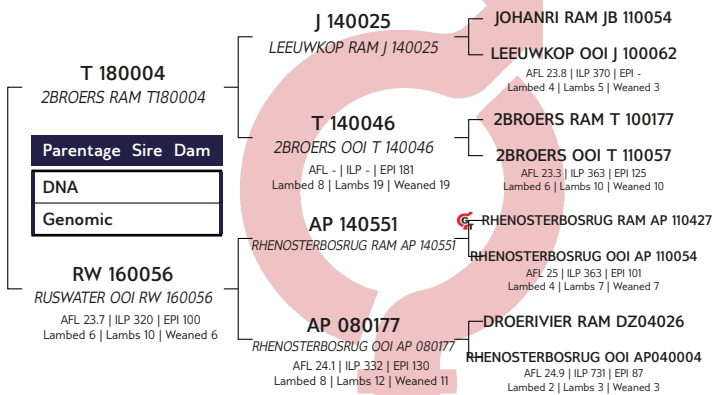 T 180004
2BROERS RAM T180004
Parentage Sire Dam
DNA
Genomic
RW 160056
RUSWATER OOI RW 160056
AFL 23.7 | ILP 320 | EPI 100
Lambed 6 | Lambs 10 | Weaned 6
J 140025
LEEUWKOP RAM J 140025
T 140046
2BROERS OOI T 140046
AFL - | ILP - | EPI 181
Lambed 8 | Lambs 19 | Weaned 19
AP 140551
RHENOSTERBOSRUG RAM AP 140551
AP 080177
RHENOSTERBOSRUG OOI AP 080177
AFL 24.1 | ILP 332 | EPI 130
Lambed 8 | Lambs 12 | Weaned 11
JOHANRI RAM JB 110054
LEEUWKOP OOI J 100062
AFL 23.8 | ILP 370 | EPI -
Lambed 4 | Lambs 5 | Weaned 3
2BROERS RAM T 100177
2BROERS OOI T 110057
AFL 23.3 | ILP 363 | EPI 125
Lambed 6 | Lambs 10 | Weaned 10
RHENOSTERBOSRUG RAM AP 110427
RHENOSTERBOSRUG OOI AP 110054
AFL 25 | ILP 363 | EPI 101
Lambed 4 | Lambs 7 | Weaned 7
DROERIVIER RAM DZ04026
RHENOSTERBOSRUG OOI AP040004
AFL 24.9 | ILP 731 | EPI 87
Lambed 2 | Lambs 3 | Weaned 3